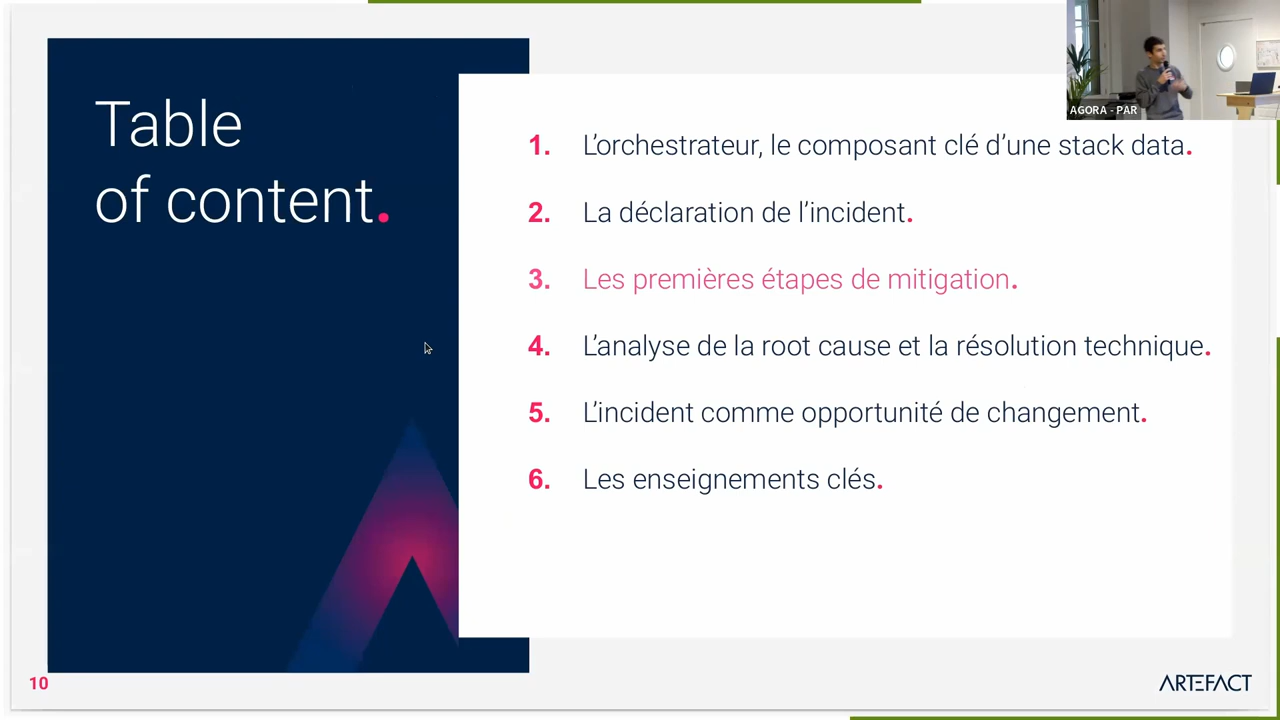 Table
of content.
AGORA - PAR
1. L'orchestrateur, le composant clé d'une stack data.
2. La déclaration de l'incident.
3. Les premières étapes de mitigation.
4. L'analyse de la root cause et la résolution technique.
5. L'incident comme opportunité de changement.
6. Les enseignements clés.
10
ARTEFACT